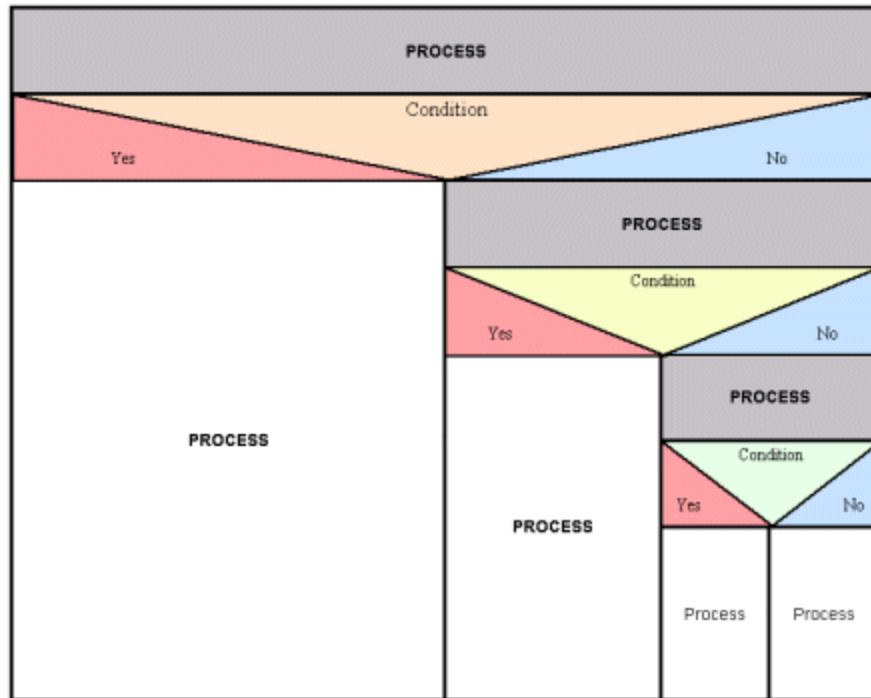 PROCESS
Condition
Yes
No
PROCESS
Condition
Yes
No
PROCESS
Condition
Yes
No
PROCESS
PROCESS
Process
Process